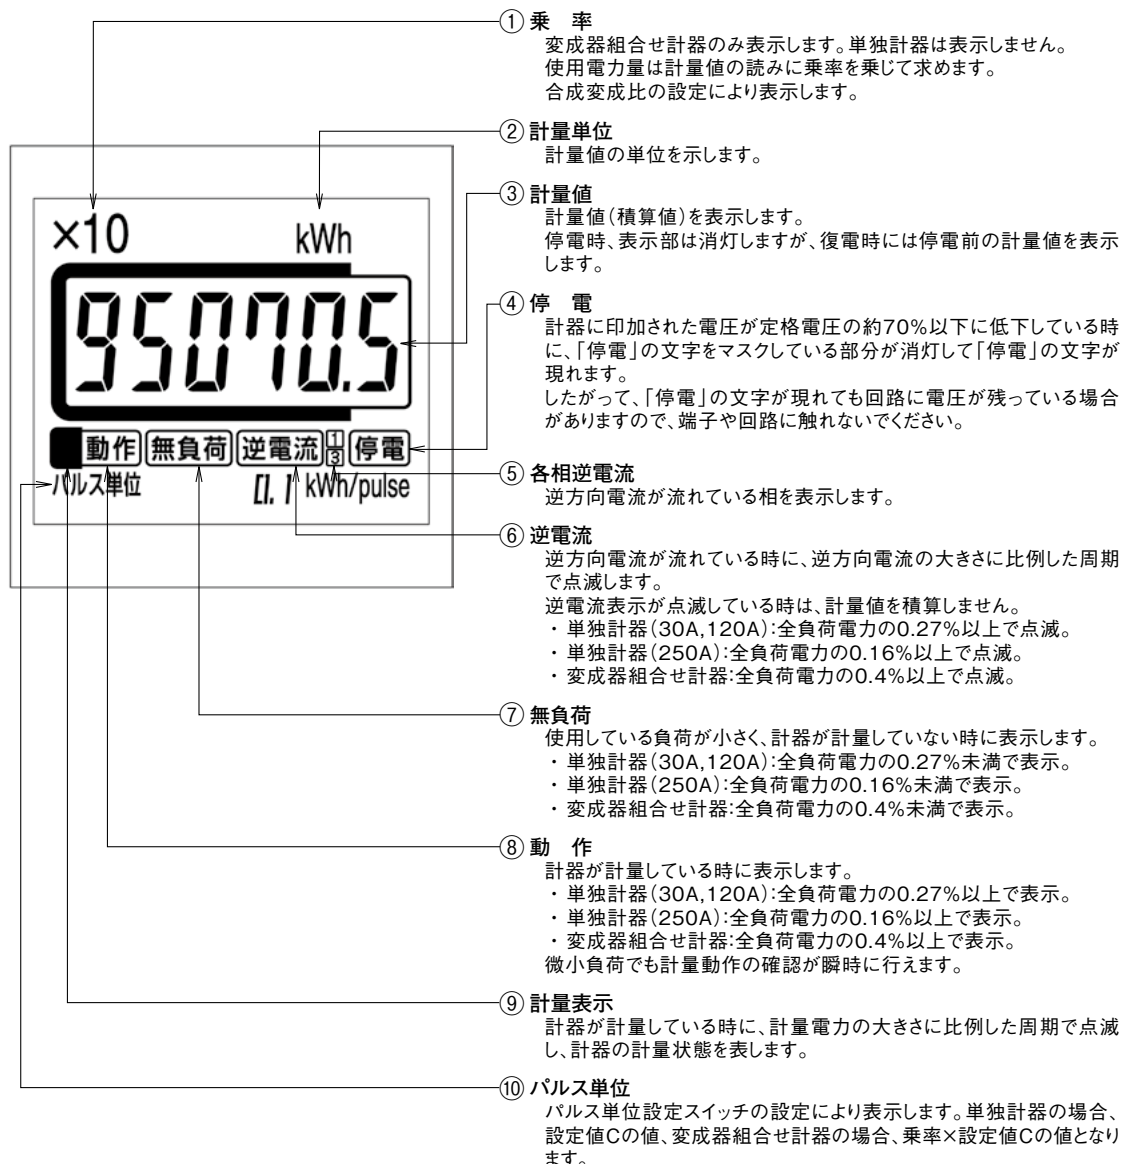 ① 乗　率
変成器組合せ計器のみ表示します。単独計器は表示しません。
使用電力量は計量値の読みに乗率を乗じて求めます。
合成変成比の設定により表示します。
② 計量単位
計量値の単位を示します。
③ 計量値
計量値(積算値)を表示します。
停電時、表示部は消灯しますが、復電時には停電前の計量値を表示
します。
④ 停　電
計器に印加された電圧が定格電圧の約70%以下に低下している時
に、「停電」の文字をマスクしている部分が消灯して「停電」の文字が
現れます。
したがって、「停電」の文字が現れても回路に電圧が残っている場合
がありますので、端子や回路に触れないでください。
⑤ 各相逆電流
逆方向電流が流れている相を表示します。
⑥ 逆電流
逆方向電流が流れている時に、逆方向電流の大きさに比例した周期
で点滅します。
逆電流表示が点滅している時は、計量値を積算しません。
・単独計器(30A,120A):全負荷電力の0.27%以上で点滅。
・単独計器(250A):全負荷電力の0.16%以上で点滅。
・変成器組合せ計器:全負荷電力の0.4%以上で点滅。
⑦ 無負荷
使用している負荷が小さく、計器が計量していない時に表示します。
・単独計器(30A,120A):全負荷電力の0.27%未満で表示。
・単独計器(250A):全負荷電力の0.16%未満で表示。
・変成器組合せ計器:全負荷電力の0.4%未満で表示。
⑧ 動　作
計器が計量している時に表示します。
・単独計器(30A,120A):全負荷電力の0.27%以上で表示。
・単独計器(250A):全負荷電力の0.16%以上で表示。
・変成器組合せ計器:全負荷電力の0.4%以上で表示。
微小負荷でも計量動作の確認が瞬時に行えます。
⑨ 計量表示
計器が計量している時に、計量電力の大きさに比例した周期で点滅
し、計器の計量状態を表します。
⑩ パルス単位
パルス単位設定スイッチの設定により表示します。単独計器の場合、
設定値Cの値、変成器組合せ計器の場合、乗率×設定値Cの値となり
ます。
×10 kWh
95070.5
動作 無負荷 逆電流 1 3 停電
パルス単位 0.1 kWh/pulse